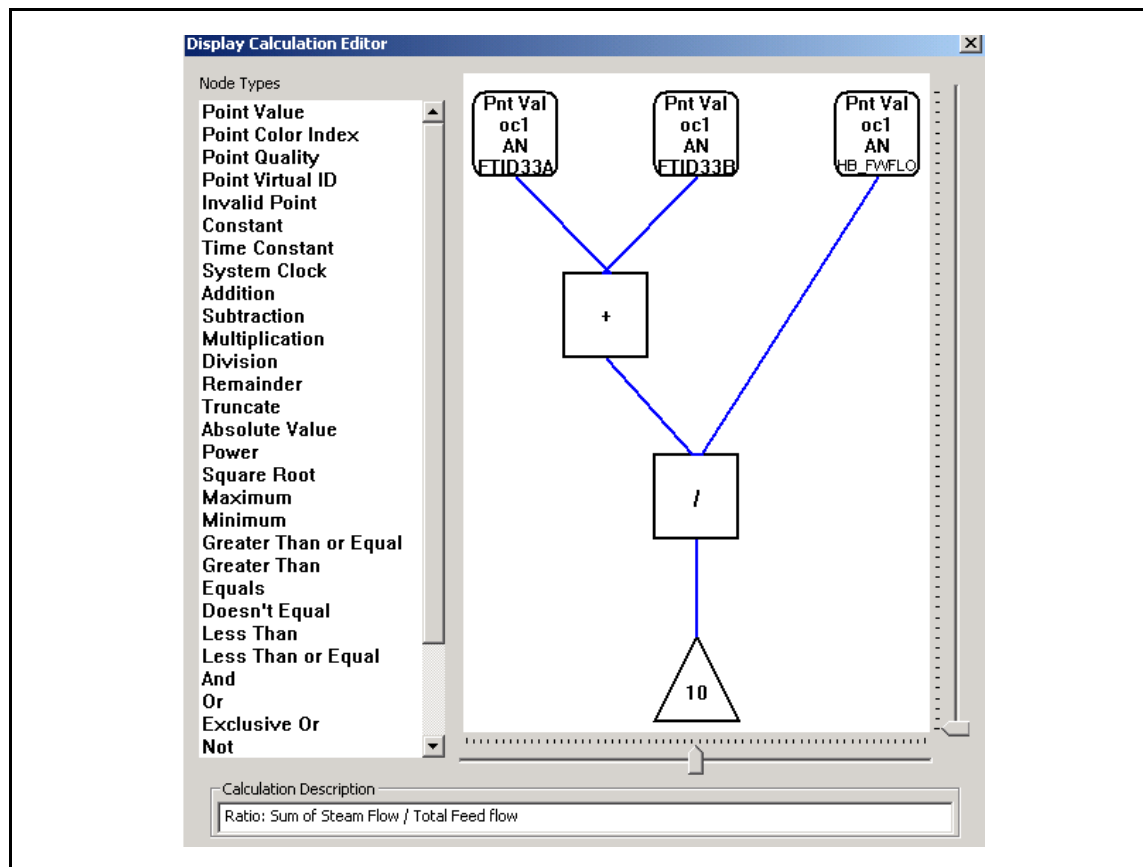 Display Calculation Editor
Node Types
Point Value
Point Color Index
Point Quality
Point Virtual ID
Invalid Point
Constant
Time Constant
System Clock
Addition
Subtraction
Multiplication
Division
Remainder
Truncate
Absolute Value
Power
Square Root
Maximum
Minimum
Greater Than or Equal
Greater Than
Equals
Doesn't Equal
Less Than
Less Than or Equal
And
Or
Exclusive Or
Not
Pnt Val
oc1
AN
FTID33A
Pnt Val
oc1
AN
FTID33B
Pnt Val
oc1
AN
HB_FWFLO
+
/
10
Calculation Description
Ratio: Sum of Steam Flow / Total Feed flow